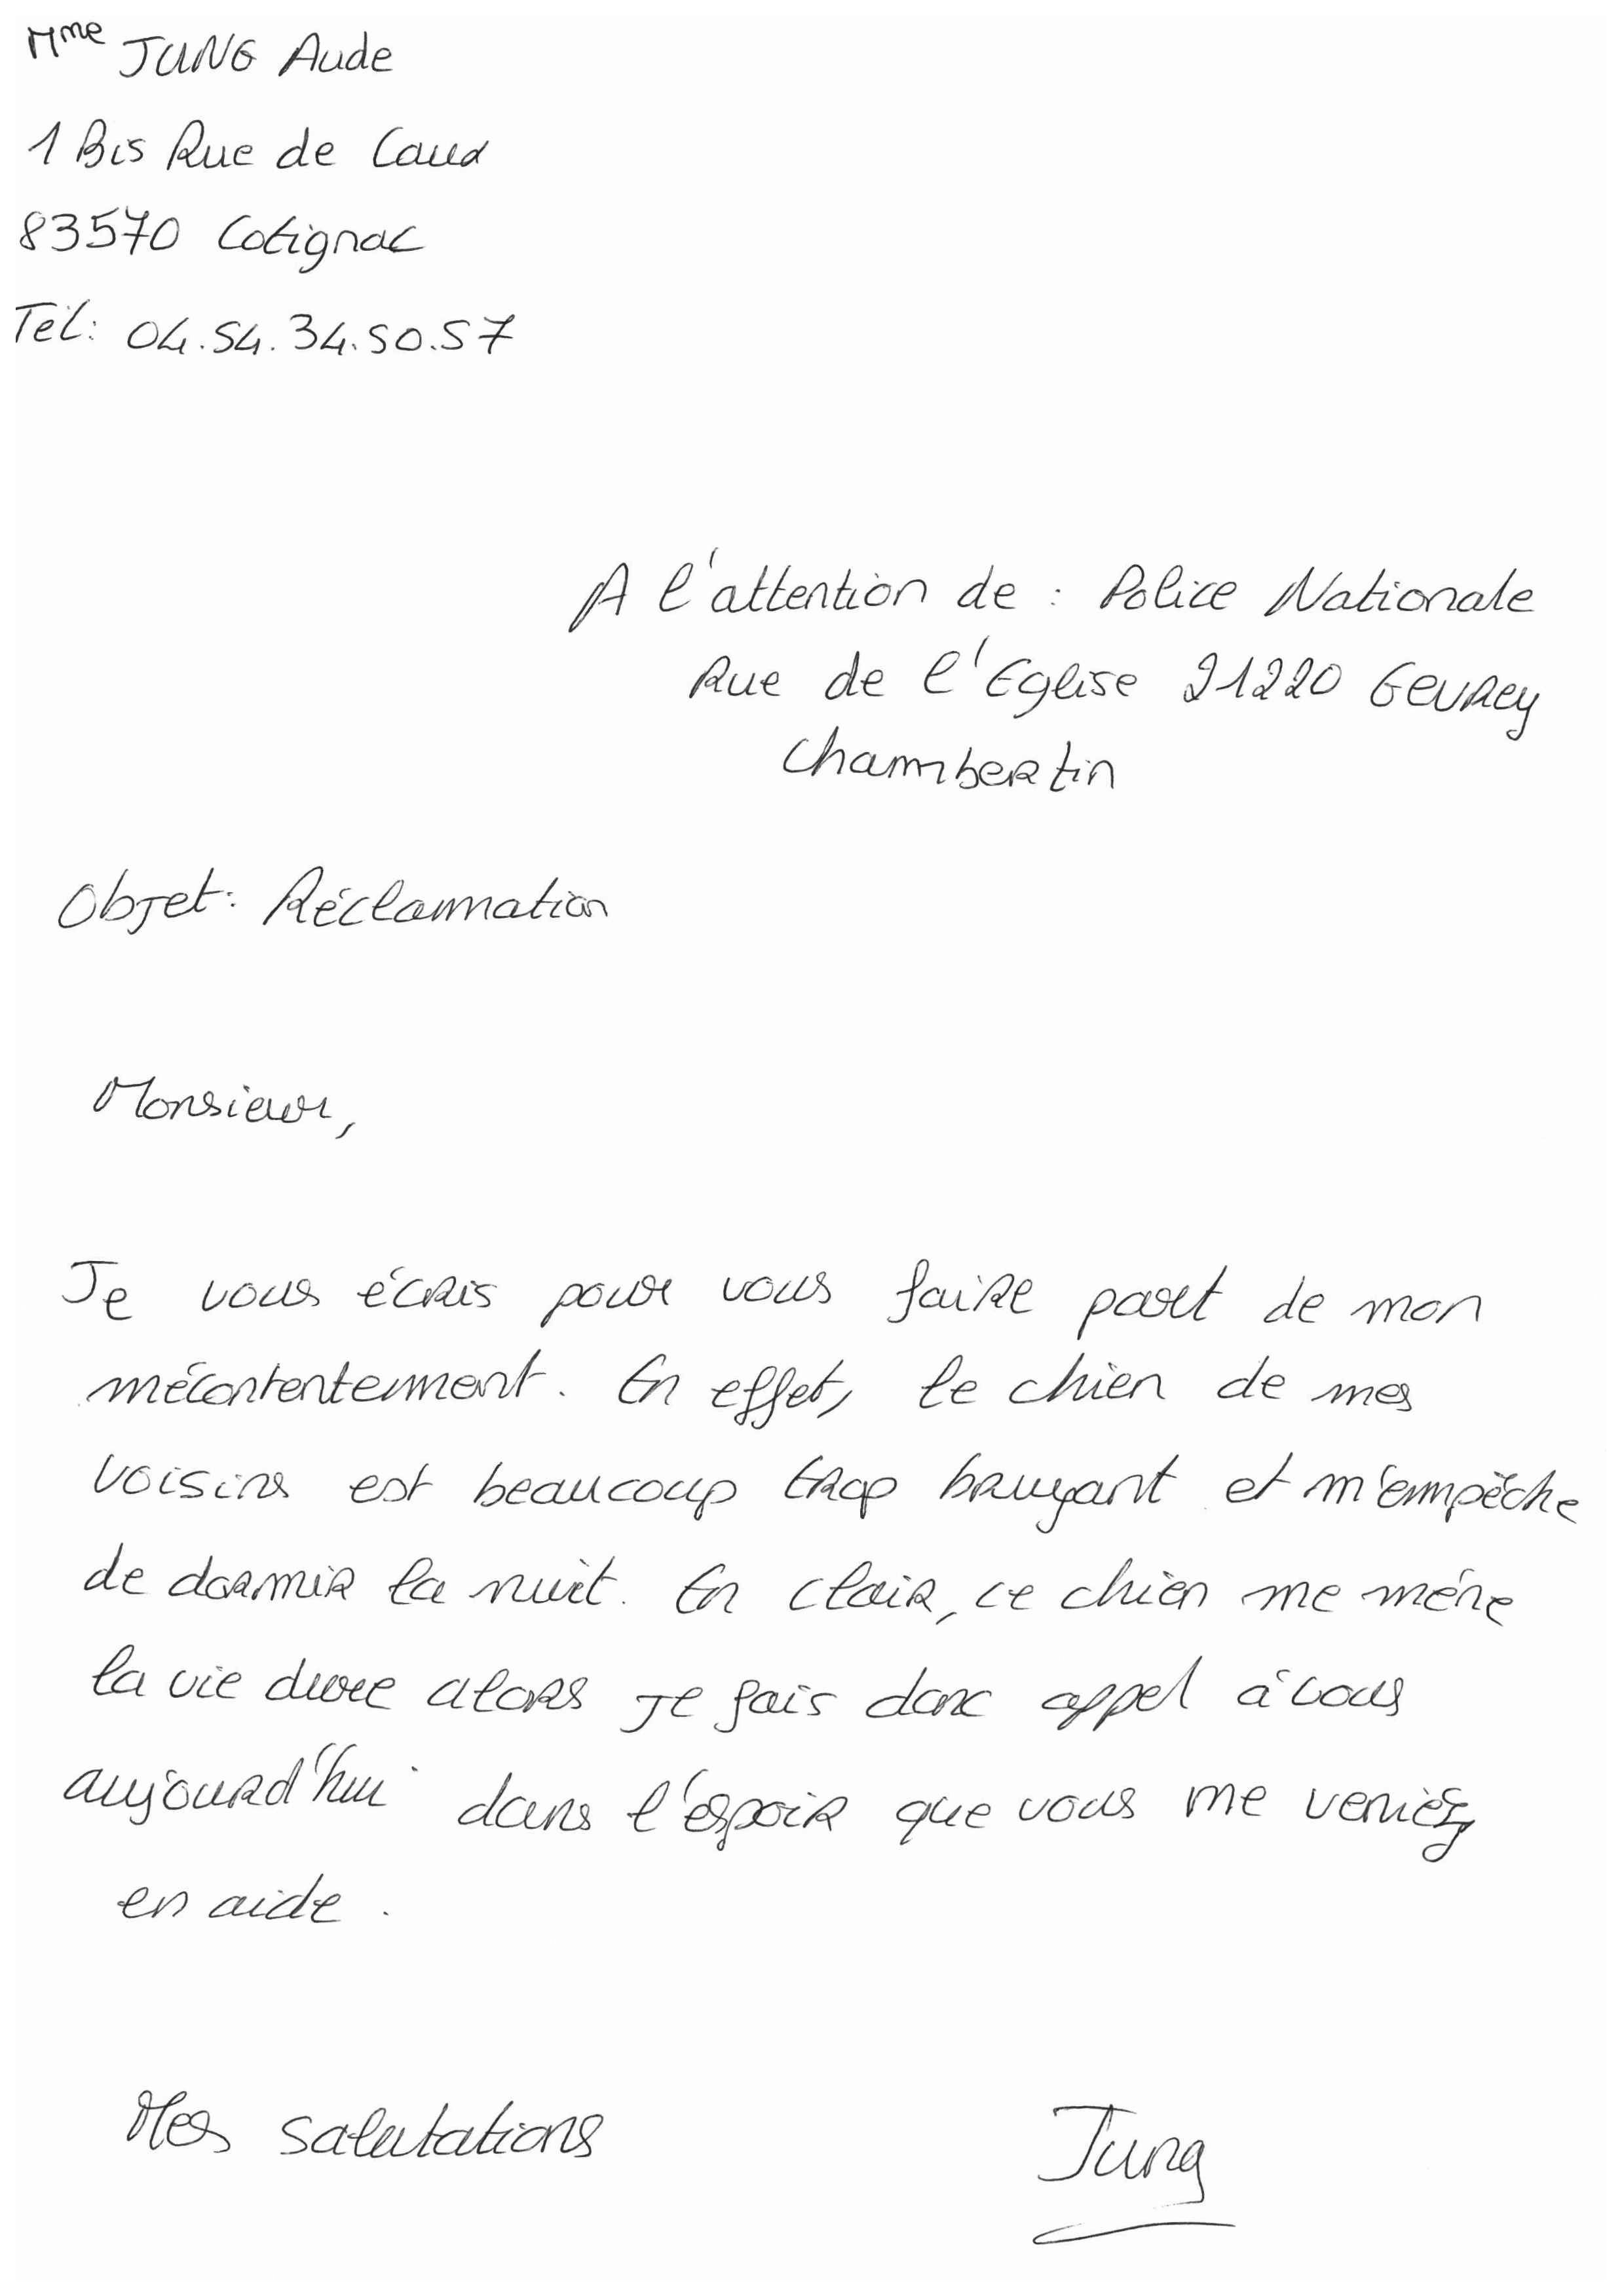 Mme JUNG Aude
1 Bis Rue de Caux
83570 Cotignac
Tél: 04.54.34.50.57
A l'attention de : Police Nationale
Rue de l'Eglise 21220 Gevrey
Chambertin
Objet: Réclamation
Monsieur,
Je vous écris pour vous faire part de mon
mécontentement. En effet, le chien de mes
voisins est beaucoup trop bruyant et m'empêche
de dormir la nuit. En clair, ce chien me mène
la vie dure alors je fais donc appel à vous
aujourd'hui dans l'espoir que vous me veniez
en aide.
Mes salutations
Jung